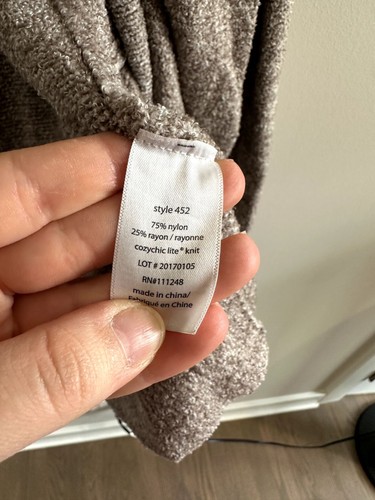 style 452
75% nylon
25% rayon / rayonne
cozychic lite® knit
LOT # 20170105
RN#111248
made in china/
Fabriqué en Chine